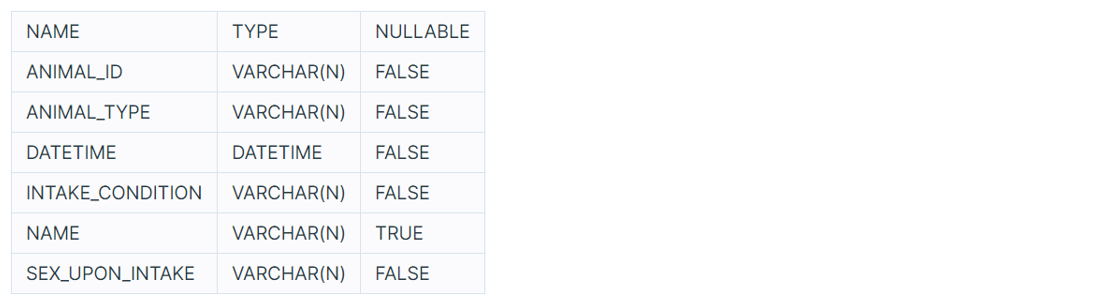 NAME TYPE NULLABLE
ANIMAL_ID VARCHAR(N) FALSE
ANIMAL_TYPE VARCHAR(N) FALSE
DATETIME DATETIME FALSE
INTAKE_CONDITION VARCHAR(N) FALSE
NAME VARCHAR(N) TRUE
SEX_UPON_INTAKE VARCHAR(N) FALSE